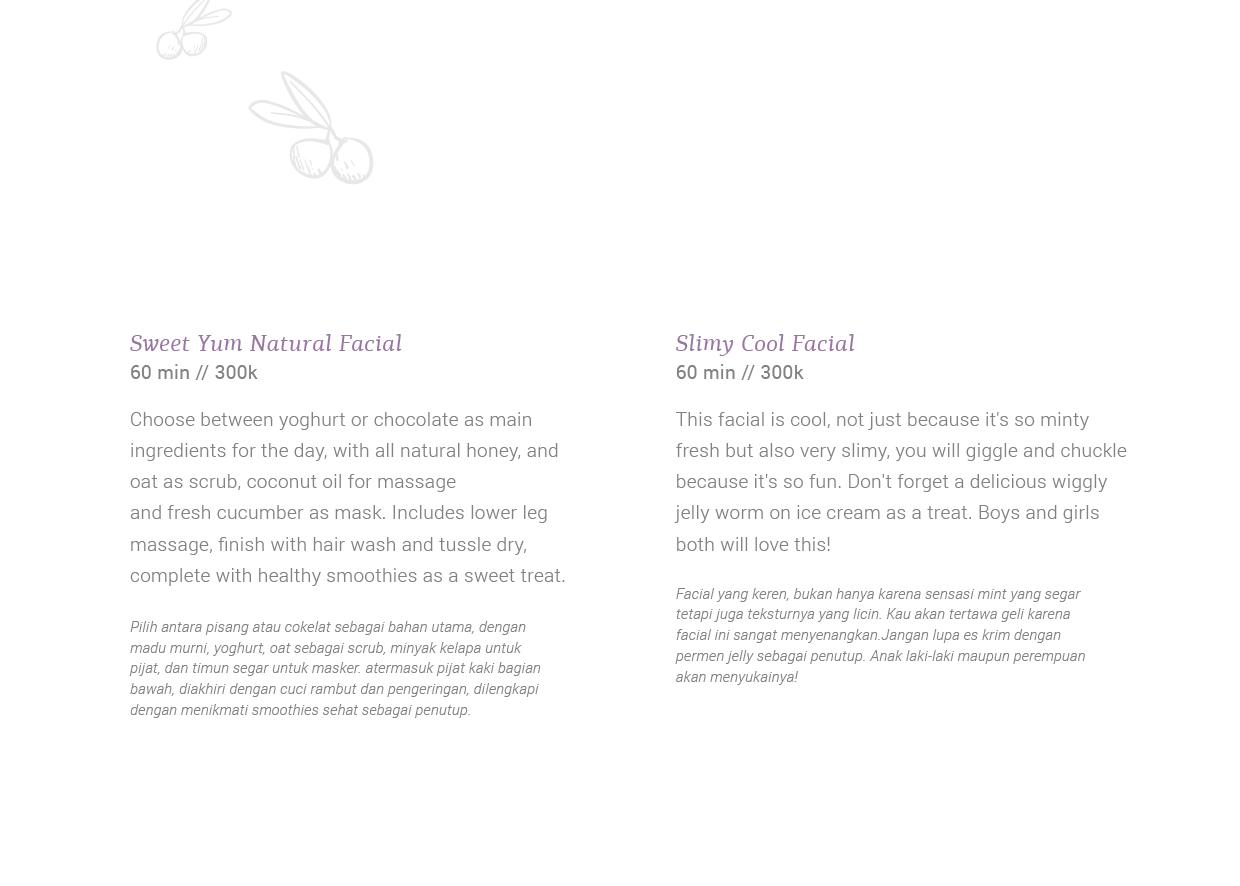 Sweet Yum Natural Facial
60 min // 300k
Choose between yoghurt or chocolate as main
ingredients for the day, with all natural honey, and
oat as scrub, coconut oil for massage
and fresh cucumber as mask. Includes lower leg
massage, finish with hair wash and tussle dry,
complete with healthy smoothies as a sweet treat.
Pilih antara pisang atau cokelat sebagai bahan utama, dengan
madu murni, yoghurt, oat sebagai scrub, minyak kelapa untuk
pijat, dan timun segar untuk masker. atermasuk pijat kaki bagian
bawah, diakhiri dengan cuci rambut dan pengeringan, dilengkapi
dengan menikmati smoothies sehat sebagai penutup.
Slimy Cool Facial
60 min // 300k
This facial is cool, not just because it's so minty
fresh but also very slimy, you will giggle and chuckle
because it's so fun. Don't forget a delicious wiggly
jelly worm on ice cream as a treat. Boys and girls
both will love this!
Facial yang keren, bukan hanya karena sensasi mint yang segar
tetapi juga teksturnya yang licin. Kau akan tertawa geli karena
facial ini sangat menyenangkan.Jangan lupa es krim dengan
permen jelly sebagai penutup. Anak laki-laki maupun perempuan
akan menyukainya!